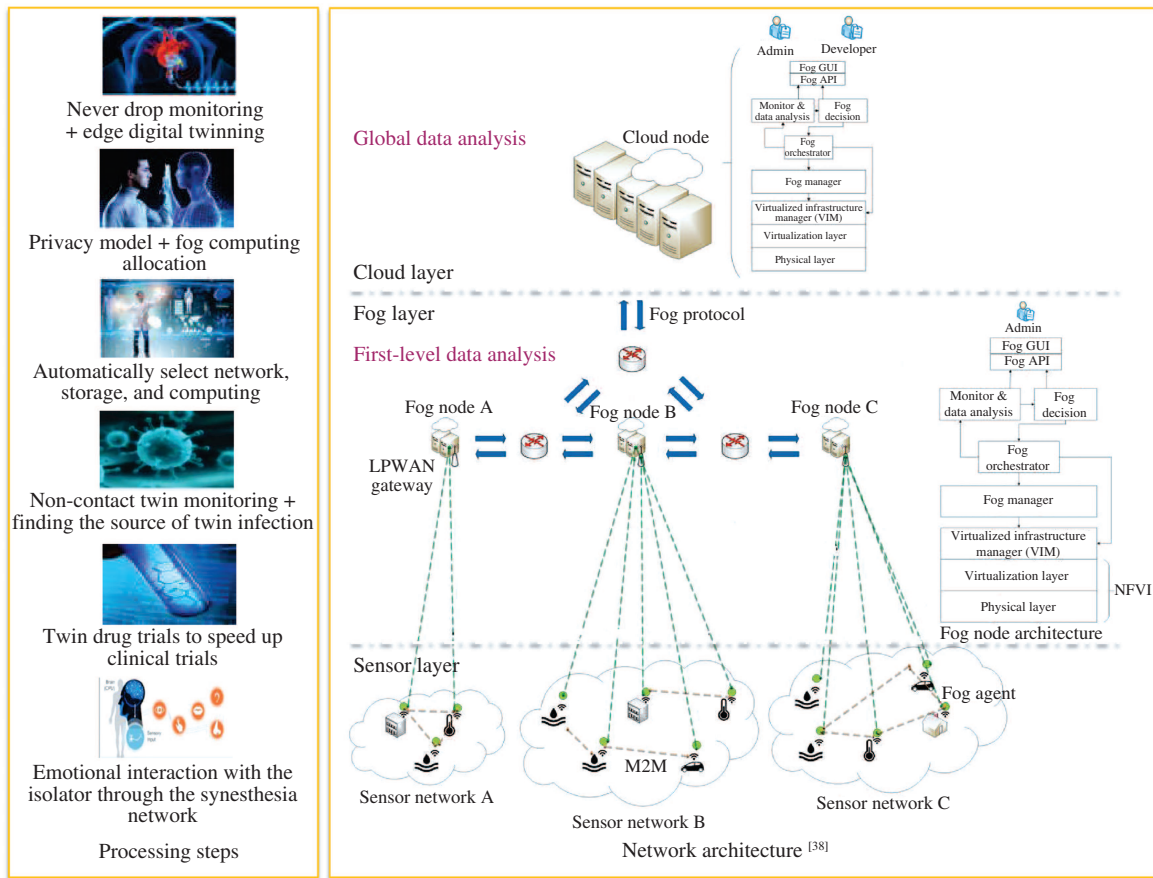 Never drop monitoring
+ edge digital twinning
Privacy model + fog computing
allocation
Automatically select network,
storage, and computing
Non-contact twin monitoring +
finding the source of twin infection
Twin drug trials to speed up
clinical trials
Emotional interaction with the
isolator through the synesthesia
network
Processing steps
Admin
Developer
Fog GUI
Fog API
Monitor &
data analysis
Fog
decision
Fog
orchestrator
Fog manager
Virtualized infrastructure
manager (VIM)
Virtualization layer
Physical layer
Global data analysis
Cloud node
Cloud layer
Fog layer
Fog protocol
First-level data analysis
Fog node A
Fog node B
Fog node C
LPWAN
gateway
Admin
Fog GUI
Fog API
Monitor &
data analysis
Fog
decision
Fog
orchestrator
Fog manager
Virtualized infrastructure
manager (VIM)
Virtualization layer
Physical layer
NFVI
Fog node architecture
Sensor layer
Fog agent
M2M
Sensor network A
Sensor network B
Sensor network C
Network architecture [38]